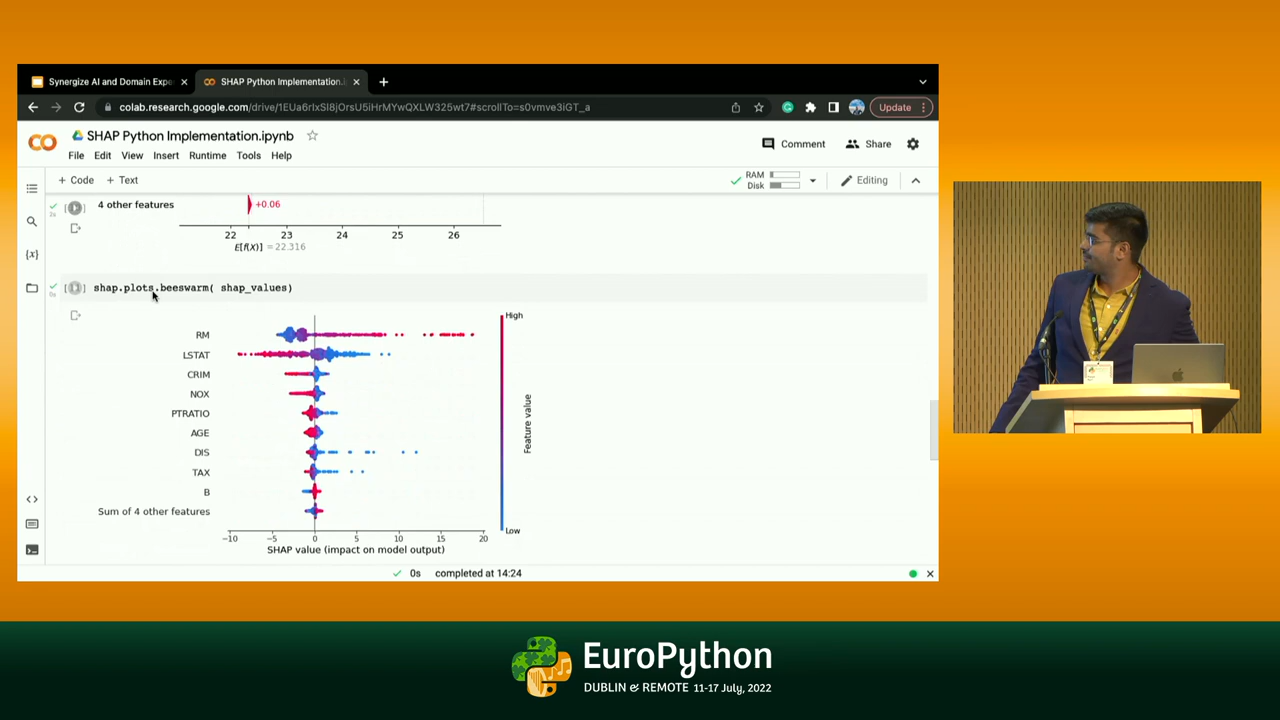 Synergize AI and Domain Expe
SHAP Python Implementation.i
colab.research.google.com/drive/1EUa6rIxSl8jOrsU5iHrMYwQXLW325wt7#scrollTo=s0vmve3iGT_a
Update
SHAP Python Implementation.ipynb
File Edit View Insert Runtime Tools Help
Comment
Share
+ Code + Text
RAM
Disk
Editing
2s
4 other features
+0.06
22 23 24 25 26
E[f(X)] = 22.316
0s
shap.plots.beeswarm( shap_values)
High
RM
LSTAT
CRIM
NOX
PTRATIO
AGE
DIS
TAX
B
Sum of 4 other features
Feature value
Low
−10 −5 0 5 10 15 20
SHAP value (impact on model output)
0s completed at 14:24
EuroPython
DUBLIN & REMOTE 11-17 July, 2022